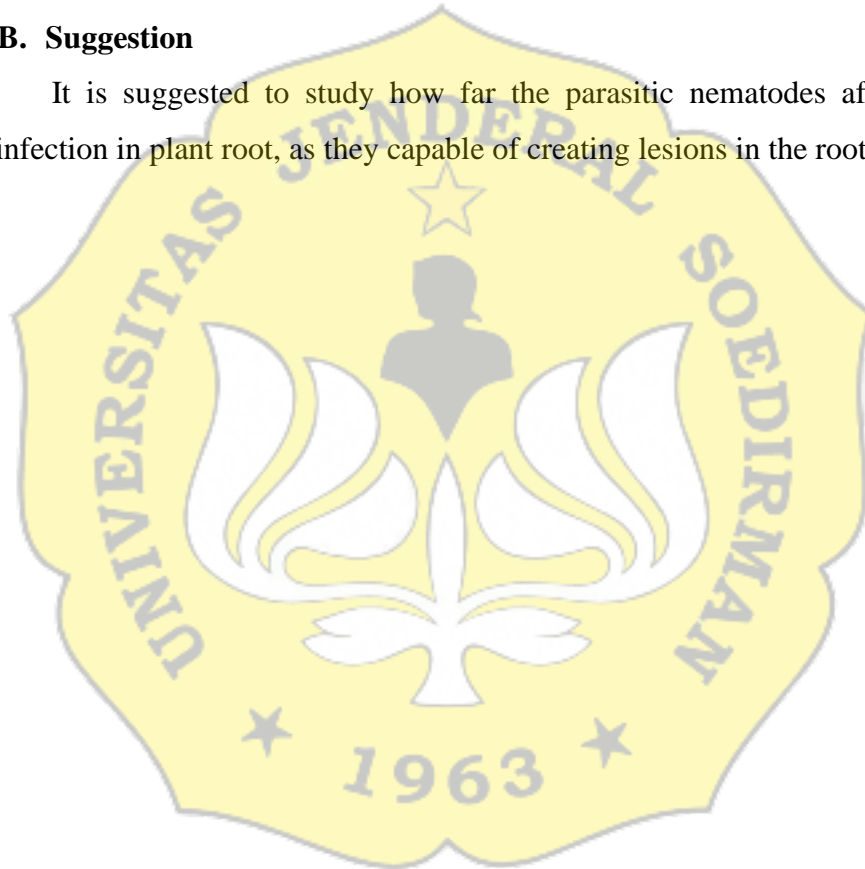 B. Suggestion
It is suggested to study how far the parasitic nematodes af
infection in plant root, as they capable of creating lesions in the root
UNIVERSITAS JENDERAL SOEDIRMAN
1963